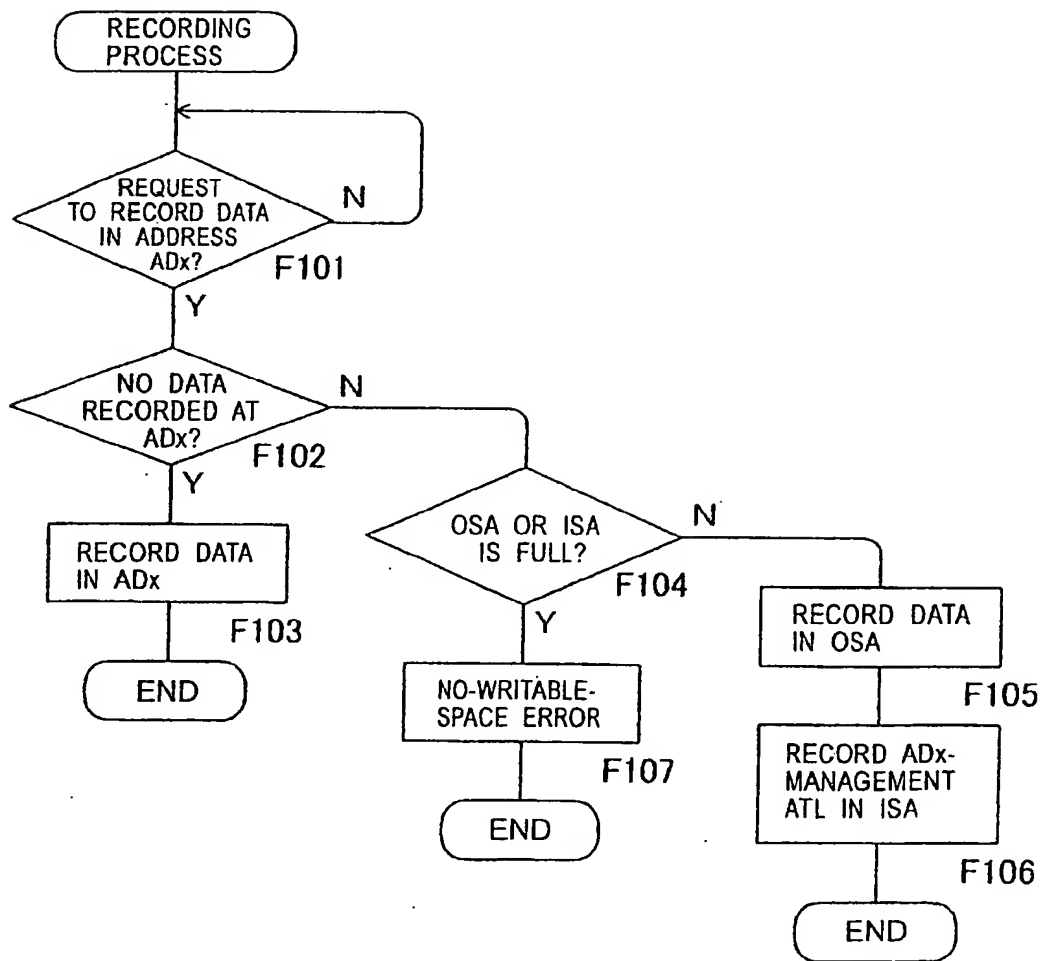 RECORDING
PROCESS
REQUEST
TO RECORD DATA
IN ADDRESS
ADx?
N
F101
Y
NO DATA
RECORDED AT
ADx?
N
F102
Y
RECORD DATA
IN ADx
F103
END
OSA OR ISA
IS FULL?
N
F104
Y
NO-WRITABLE-
SPACE ERROR
F107
END
RECORD DATA
IN OSA
F105
RECORD ADx-
MANAGEMENT
ATL IN ISA
F106
END